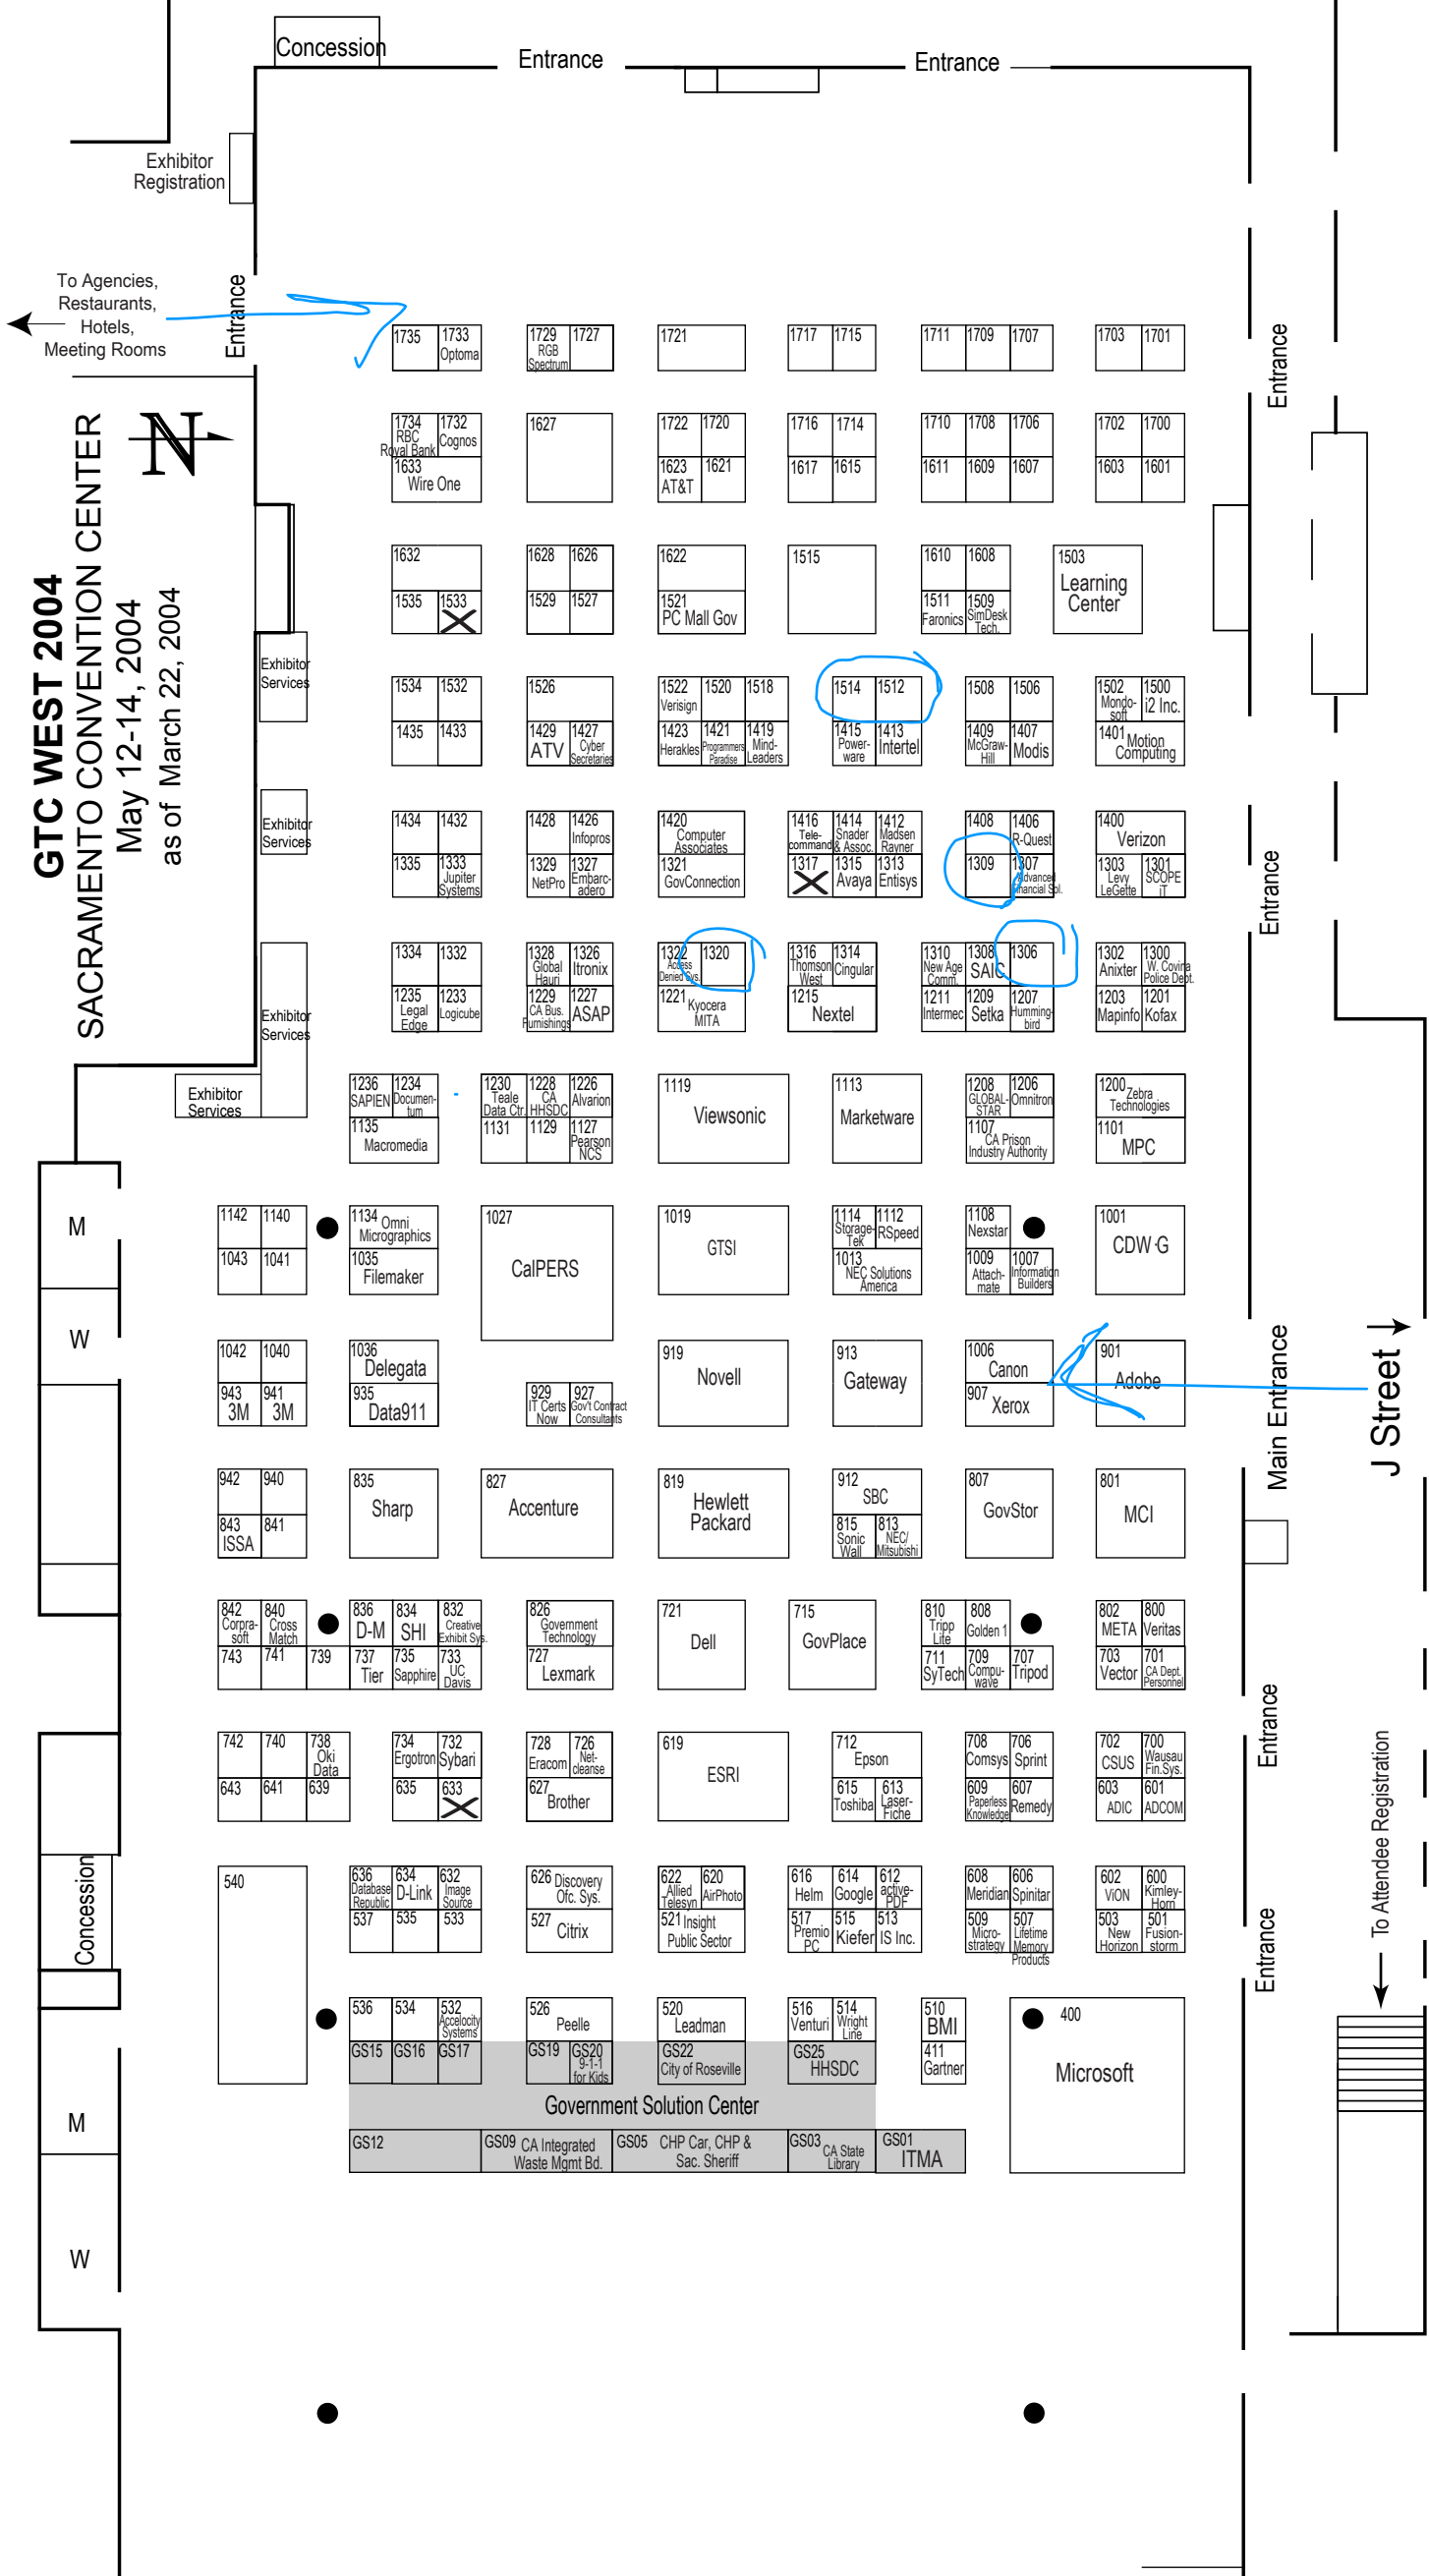 Concession
Entrance
Entrance
Exhibitor
Registration
To Agencies,
Restaurants,
Hotels,
Meeting Rooms
Entrance
Entrance
N
GTC WEST 2004
SACRAMENTO CONVENTION CENTER
May 12-14, 2004
as of March 22, 2004
1735 1733 Optoma 1729 RGB Spectrum 1727 1721 1717 1715 1711 1709 1707 1703 1701
1734 RBC Royal Bank 1732 Cognos 1627 1722 1720 1716 1714 1710 1708 1706 1702 1700
1633 Wire One 1623 AT&T 1621 1617 1615 1611 1609 1607 1603 1601
1632 1628 1626 1622 1515 1610 1608 1503 Learning Center
1535 1533 1529 1527 1521 PC Mall Gov 1511 Faronics 1509 SimDesk Tech.
Exhibitor Services
1534 1532 1526 1522 Verisign 1520 1518 1514 1512 1508 1506 1502 Mondo-soft 1500 i2 Inc.
1435 1433 1429 ATV 1427 Cyber Secretaries 1423 Herakles 1421 Programmers Paradise 1419 Mind-Leaders 1415 Power-ware 1413 Intertel 1409 McGraw-Hill 1407 Modis 1401 Motion Computing
Exhibitor Services
1434 1432 1428 1426 Infopros 1420 Computer Associates 1416 Tele-command 1414 Snader & Assoc. 1412 Madsen Rayner 1408 1406 R-Quest 1400 Verizon
1335 1333 Jupiter Systems 1329 NetPro 1327 Embarc-adero 1321 GovConnection 1317 1315 Avaya 1313 Entisys 1309 1307 Advanced Financial Sol. 1303 Levy LeGette 1301 SCOPE iT
Entrance
1334 1332 1328 Global Hauri 1326 Itronix 1322 Access Denied Sys. 1320 1316 Thomson West 1314 Cingular 1310 New Age Comm. 1308 SAIC 1306 1302 Anixter 1300 W. Covina Police Dept.
Exhibitor Services
1235 Legal Edge 1233 Logicube 1229 CA Bus. Furnishings 1227 ASAP 1221 Kyocera MITA 1215 Nextel 1211 Intermec 1209 Setka 1207 Humming-bird 1203 Mapinfo 1201 Kofax
Exhibitor Services
1236 SAPIEN 1234 Documen-tum 1230 Teale Data Ctr. 1228 CA HHSDC 1226 Alvarion 1119 Viewsonic 1113 Marketware 1208 GLOBAL-STAR 1206 Omnitron 1200 Zebra Technologies
1135 Macromedia 1131 1129 1127 Pearson NCS 1107 CA Prison Industry Authority 1101 MPC
M
1142 1140 1134 Omni Micrographics 1027 CalPERS 1019 GTSI 1114 Storage-Tek 1112 RSpeed 1108 Nexstar 1001 CDW·G
1043 1041 1035 Filemaker 1013 NEC Solutions America 1009 Attach-mate 1007 Information Builders
W
1042 1040 1036 Delegata 919 Novell 913 Gateway 1006 Canon 901 Adobe
943 3M 941 3M 935 Data911 929 IT Certs Now 927 Gov't Contract Consultants 907 Xerox
Main Entrance
J Street
942 940 835 Sharp 827 Accenture 819 Hewlett Packard 912 SBC 807 GovStor 801 MCI
843 ISSA 841 815 Sonic Wall 813 NEC/Mitsubishi
842 Corpra-soft 840 Cross Match 836 D-M 834 SHI 832 Creative Exhibit Sys. 826 Government Technology 721 Dell 715 GovPlace 810 Tripp Lite 808 Golden 1 802 META 800 Veritas
743 741 739 737 Tier 735 Sapphire 733 UC Davis 727 Lexmark 711 SyTech 709 Compu-wave 707 Tripod 703 Vector 701 CA Dept. Personnel
Entrance
742 740 738 Oki Data 734 Ergotron 732 Sybari 728 Eracom 726 Net-cleanse 619 ESRI 712 Epson 708 Comsys 706 Sprint 702 CSUS 700 Wausau Fin.Sys.
643 641 639 635 633 627 Brother 615 Toshiba 613 Laser-Fiche 609 Paperless Knowledge 607 Remedy 603 ADIC 601 ADCOM
To Attendee Registration
Concession
540 636 Database Republic 634 D-Link 632 Image Source 626 Discovery Ofc. Sys. 622 Allied Telesyn 620 AirPhoto 616 Helm 614 Google 612 active-PDF 608 Meridian 606 Spinitar 602 ViON 600 Kimley-Horn
537 535 533 527 Citrix 521 Insight Public Sector 517 Premio PC 515 Kiefer 513 IS Inc. 509 Micro-strategy 507 Lifetime Memory Products 503 New Horizon 501 Fusion-storm
Entrance
536 534 532 Accelocity Systems 526 Peelle 520 Leadman 516 Venturi 514 Wright Line 510 BMI 400 Microsoft
GS15 GS16 GS17 GS19 GS20 9-1-1 for Kids GS22 City of Roseville GS25 HHSDC 411 Gartner
Government Solution Center
M
GS12 GS09 CA Integrated Waste Mgmt Bd. GS05 CHP Car, CHP & Sac. Sheriff GS03 CA State Library GS01 ITMA
W